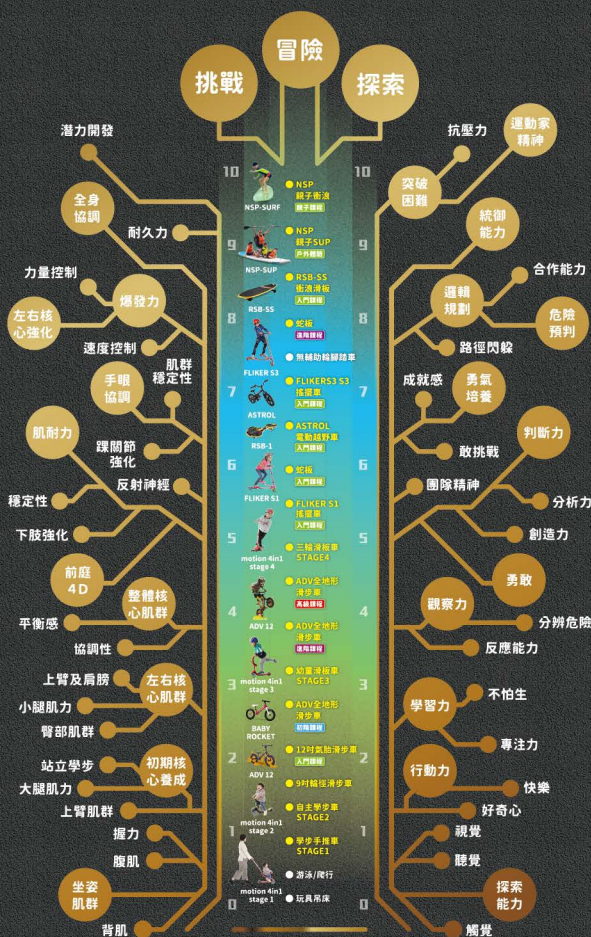 冒險
挑戰
探索
潛力開發
全身
協調
耐久力
力量控制
爆發力
左右核
心強化
速度控制
肌群
穩定性
手眼
協調
肌耐力
踝關節
強化
反射神經
穩定性
下肢強化
前庭
4D
整體核
心肌群
平衡感
協調性
上臂及肩膀
左右核
心肌群
小腿肌力
臀部肌群
站立學步
初期核
心養成
大腿肌力
上臂肌群
握力
腹肌
坐姿
肌群
背肌
10
9
8
7
6
5
4
3
2
1
0
NSP-SURF
NSP-SUP
RSB-SS
FLIKER S3
ASTROL
RSB-1
FLIKER S1
motion 4in1
stage 4
ADV 12
motion 4in1
stage 3
BABY
ROCKET
ADV 12
motion 4in1
stage 2
motion 4in1
stage 1
NSP
親子衝浪
親子課程
NSP
親子SUP
戶外體驗
RSB-SS
衝浪滑板
入門課程
蛇板
進階課程
無輔助輪腳踏車
FLIKERS3 S3
搖擺車
入門課程
ASTROL
電動越野車
入門課程
蛇板
入門課程
FLIKER S1
搖擺車
入門課程
三輪滑板車
STAGE4
ADV全地形
滑步車
高級課程
ADV全地形
滑步車
進階課程
幼童滑板車
STAGE3
ADV全地形
滑步車
初階課程
12吋氣胎滑步車
入門課程
9吋輪徑滑步車
自主學步車
STAGE2
學步手推車
STAGE1
游泳/爬行
玩具吊床
10
9
8
7
6
5
4
3
2
1
0
抗壓力
運動家
精神
突破
困難
統御
能力
合作能力
邏輯
規劃
危險
預判
路徑閃躲
成就感
勇氣
培養
判斷力
敢挑戰
團隊精神
分析力
創造力
勇敢
觀察力
分辨危險
反應能力
不怕生
學習力
專注力
行動力
快樂
好奇心
視覺
聽覺
探索
能力
觸覺